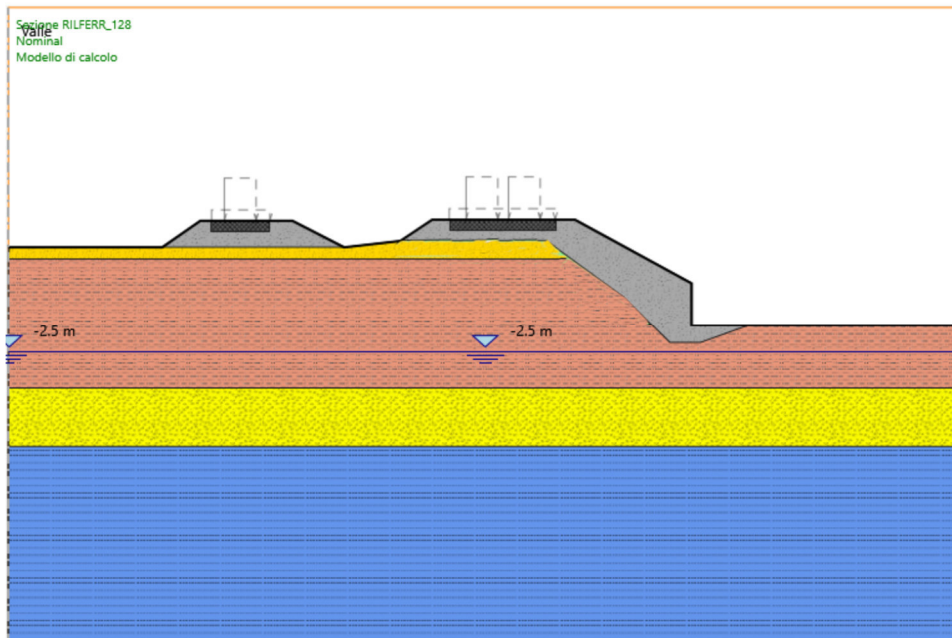 Sezione RILFERR_128
Valle
Nominal
Modello di calcolo
-2.5 m
-2.5 m